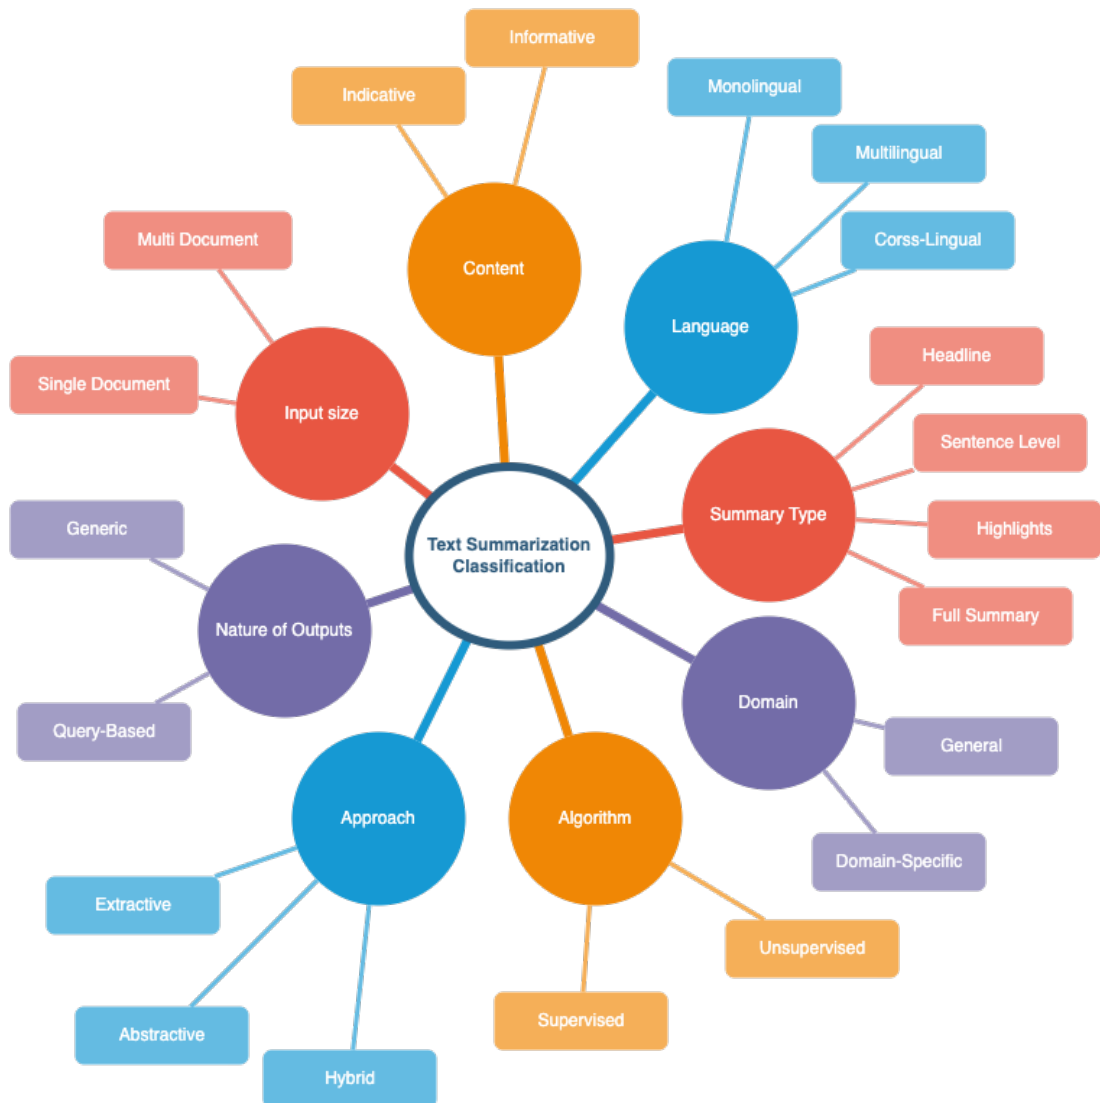 Informative
Indicative
Monolingual
Multilingual
Corss-Lingual
Multi Document
Content
Language
Headline
Single Document
Input size
Sentence Level
Summary Type
Highlights
Generic
Text Summarization
Classification
Full Summary
Nature of Outputs
Domain
Query-Based
General
Approach
Algorithm
Domain-Specific
Extractive
Unsupervised
Supervised
Abstractive
Hybrid